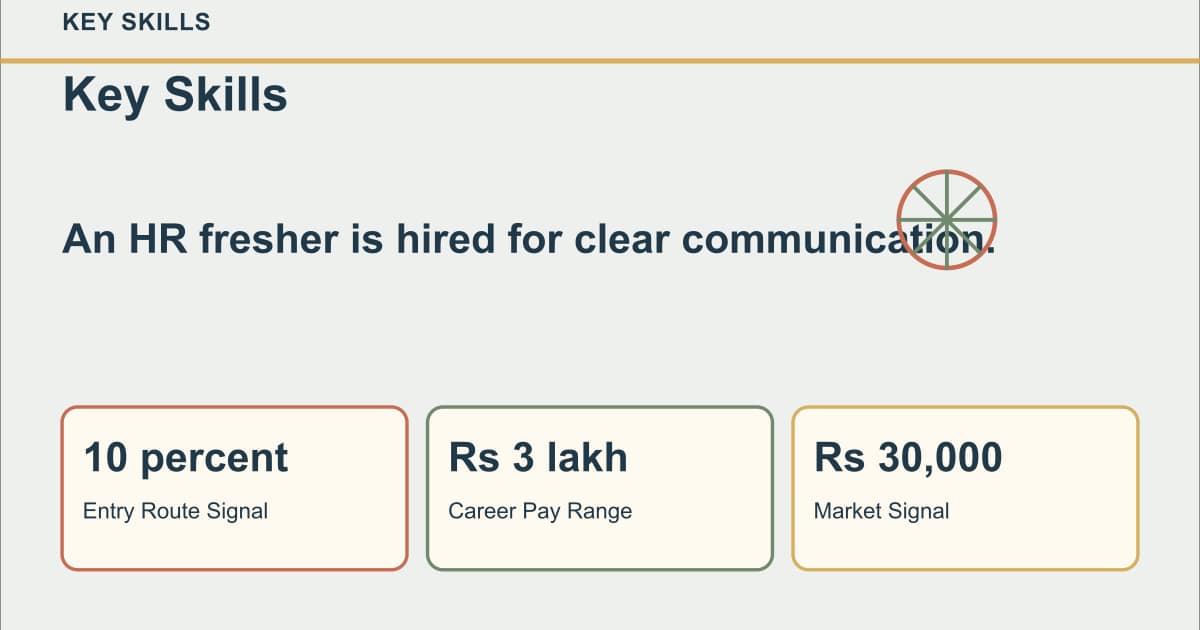 KEY SKILLS
Key Skills
An HR fresher is hired for clear communication.
10 percent
Entry Route Signal
Rs 3 lakh
Career Pay Range
Rs 30,000
Market Signal